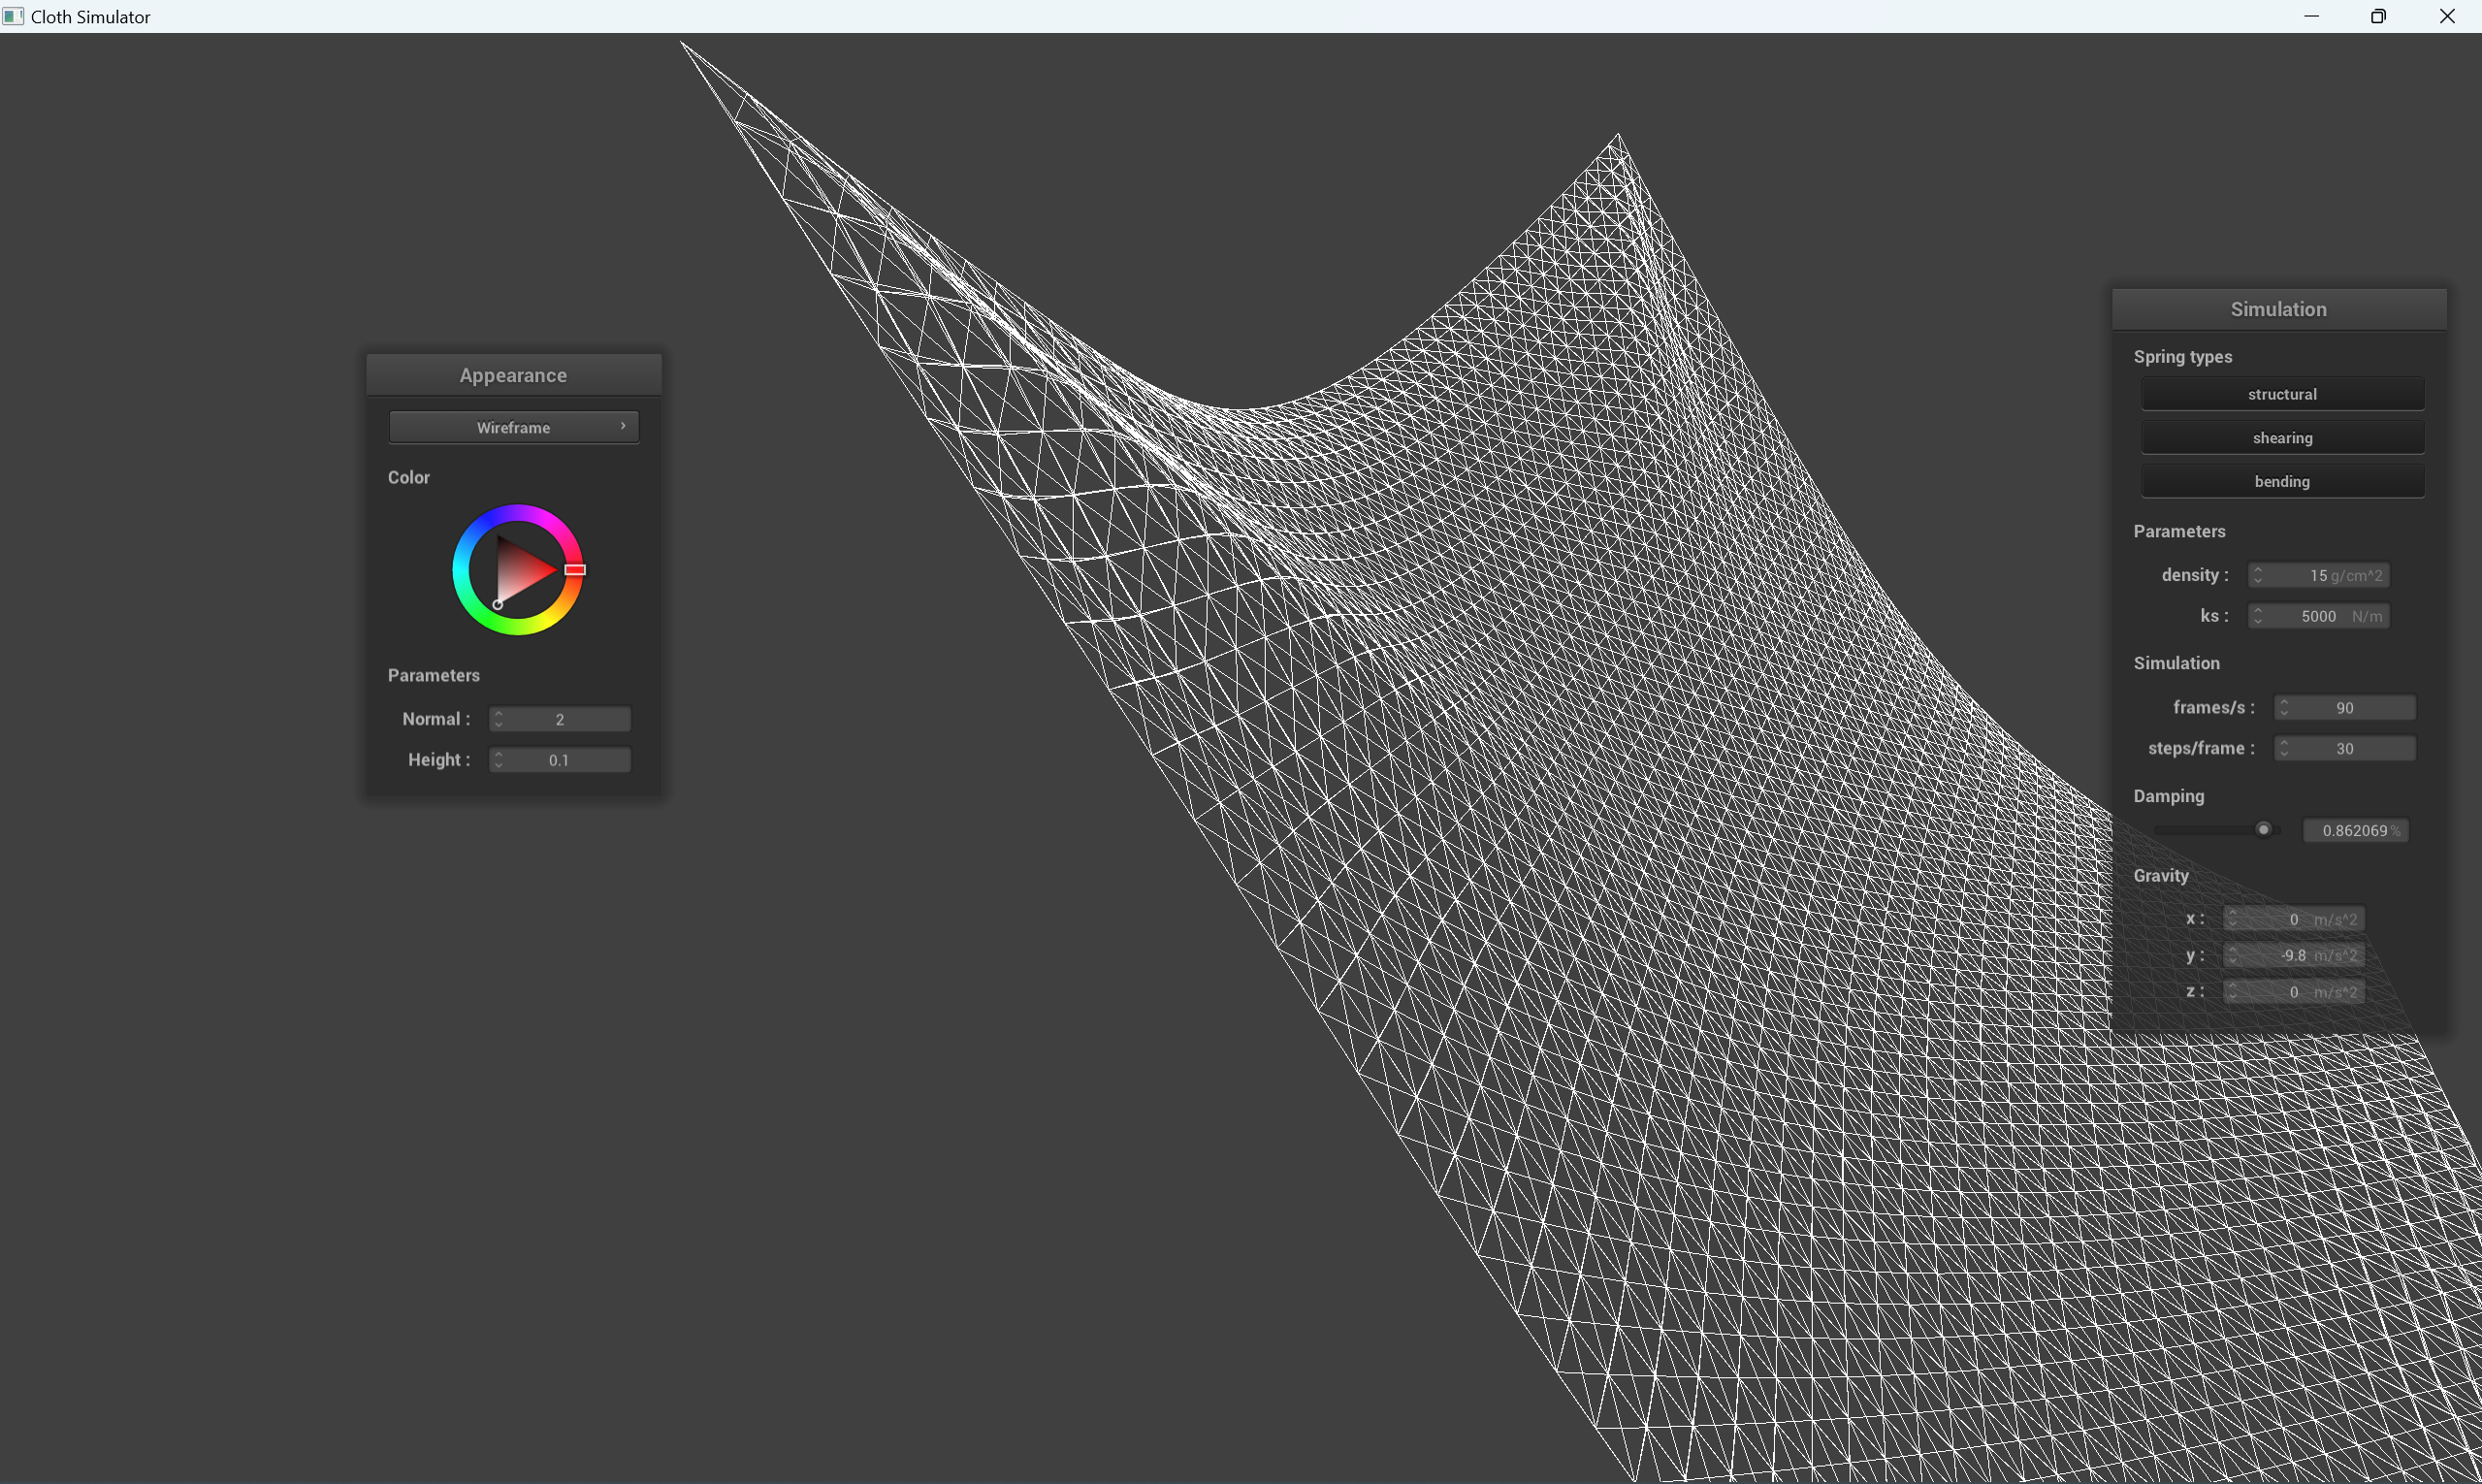 Cloth Simulator
Appearance
Wireframe
Color
Parameters
Normal : 2
Height : 0.1
Simulation
Spring types
structural
shearing
bending
Parameters
density : 15 g/cm^2
ks : 5000 N/m
Simulation
frames/s : 90
steps/frame : 30
Damping
0.862069 %
Gravity
x : 0 m/s^2
y : -9.8 m/s^2
z : 0 m/s^2